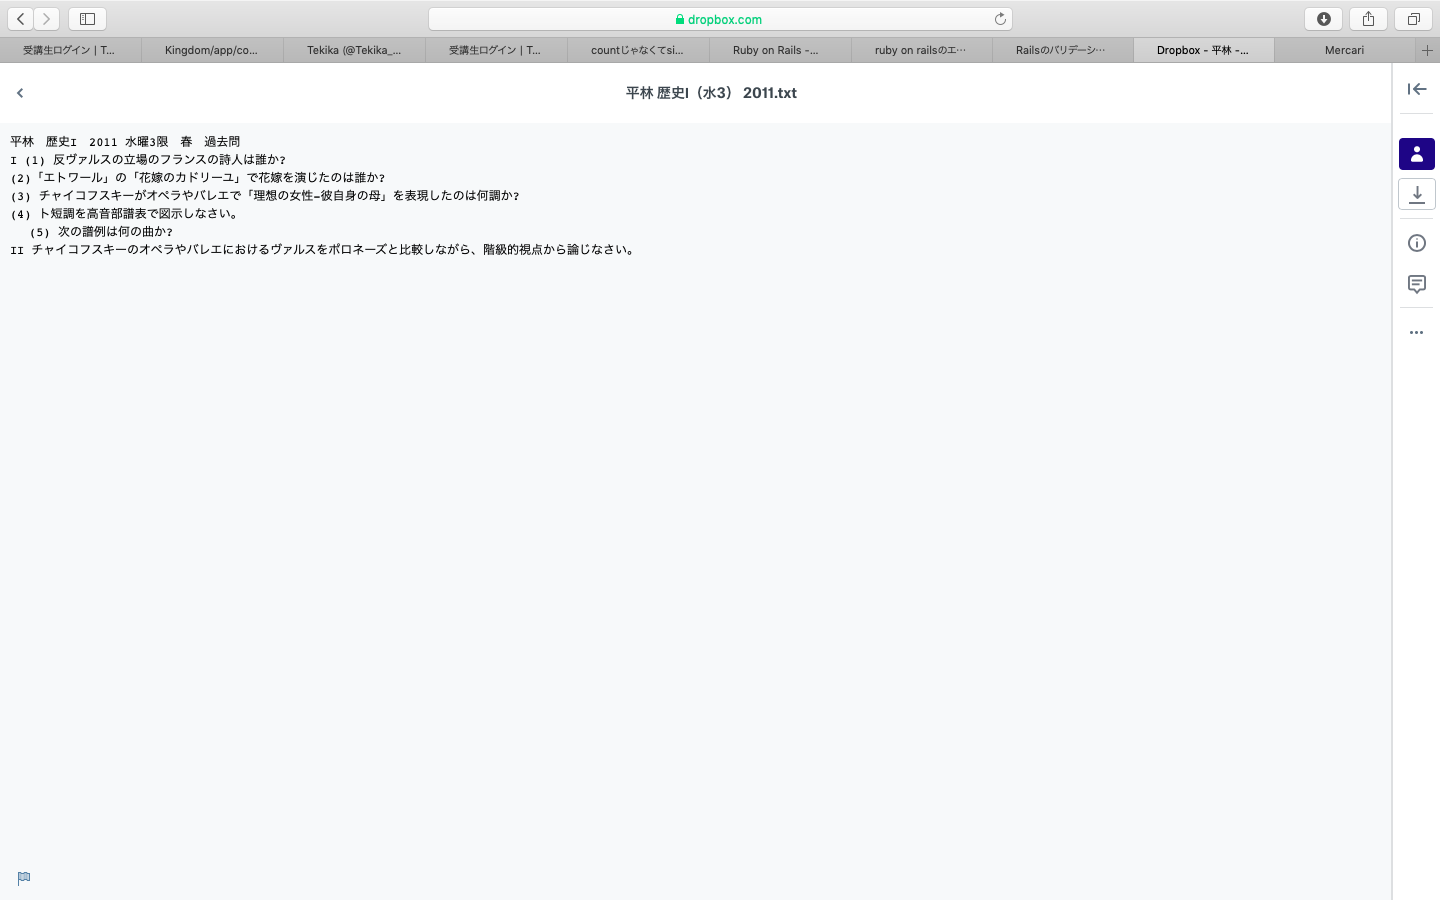 dropbox.com
受講生ログイン | T...
Kingdom/app/co...
Tekika (@Tekika_...
受講生ログイン | T...
countじゃなくてsi...
Ruby on Rails -...
ruby on railsのエ…
Railsのバリデーシ…
Dropbox - 平林 -...
Mercari
平林 歴史I（水3） 2011.txt
平林　歴史I　2011 水曜3限　春　過去問
I (1) 反ヴァルスの立場のフランスの詩人は誰か?
(2)「エトワール」の「花嫁のカドリーユ」で花嫁を演じたのは誰か?
(3) チャイコフスキーがオペラやバレエで「理想の女性−彼自身の母」を表現したのは何調か?
(4) ト短調を高音部譜表で図示しなさい。
(5) 次の譜例は何の曲か?
II チャイコフスキーのオペラやバレエにおけるヴァルスをポロネーズと比較しながら、階級的視点から論じなさい。